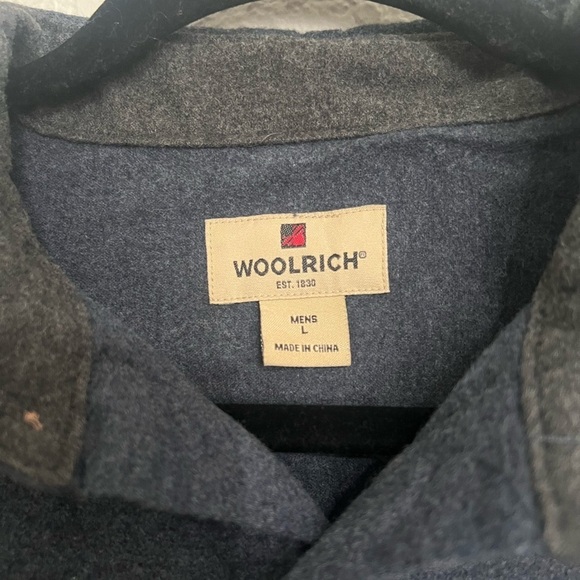 WOOLRICH®
EST. 1830
MENS
L
MADE IN CHINA